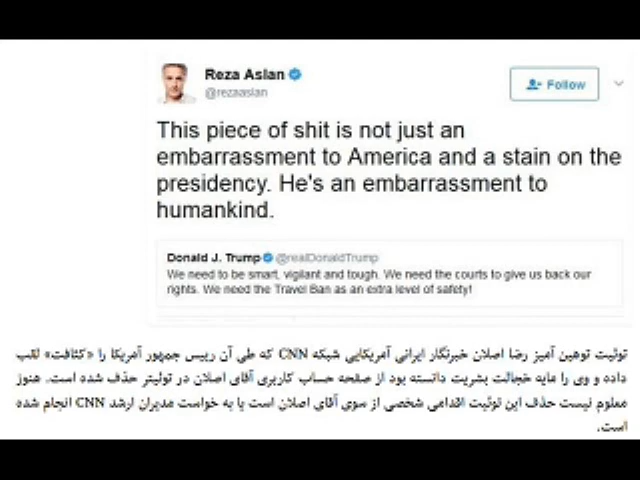 Reza Aslan
@rezaaslan
Follow
This piece of shit is not just an
embarrassment to America and a stain on the
presidency. He's an embarrassment to
humankind.
Donald J. Trump @realDonaldTrump
We need to be smart, vigilant and tough. We need the courts to give us back our
rights. We need the Travel Ban as an extra level of safety!
توئیت توهین آمیز رضا اصلان خبرنگار ایرانی آمریکایی شبکه CNN که طی آن رییس جمهور آمریکا را «کثافت» لقب
داده و وی را مایه خجالت بشریت دانسته بود از صفحه حساب کاربری آقای اصلان در توئیتر حذف شده است. هنوز
معلوم نیست حذف این توئیت اقدامی شخصی از سوی آقای اصلان است یا به خواست مدیران ارشد CNN انجام شده
است.